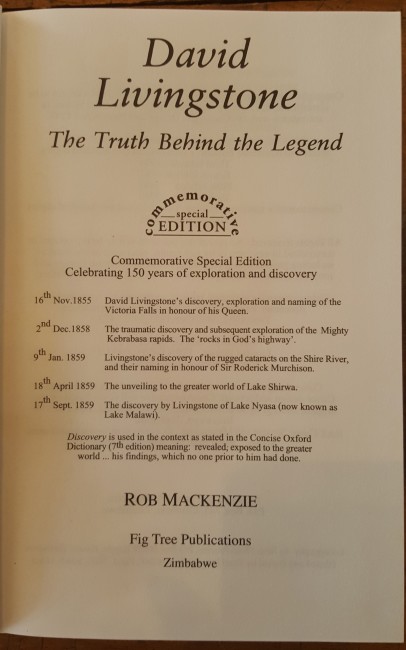 David
Livingstone
The Truth Behind the Legend
commemorative
special
EDITION
Commemorative Special Edition
Celebrating 150 years of exploration and discovery
16th Nov.1855 David Livingstone's discovery, exploration and naming of the
Victoria Falls in honour of his Queen.
2nd Dec.1858 The traumatic discovery and subsequent exploration of the Mighty
Kebrabasa rapids. The 'rocks in God's highway'.
9th Jan. 1859 Livingstone's discovery of the rugged cataracts on the Shire River,
and their naming in honour of Sir Roderick Murchison.
18th April 1859 The unveiling to the greater world of Lake Shirwa.
17th Sept. 1859 The discovery by Livingstone of Lake Nyasa (now known as
Lake Malawi).
Discovery is used in the context as stated in the Concise Oxford
Dictionary (7th edition) meaning: revealed, exposed to the greater
world ... his findings, which no one prior to him had done.
ROB MACKENZIE
Fig Tree Publications
Zimbabwe